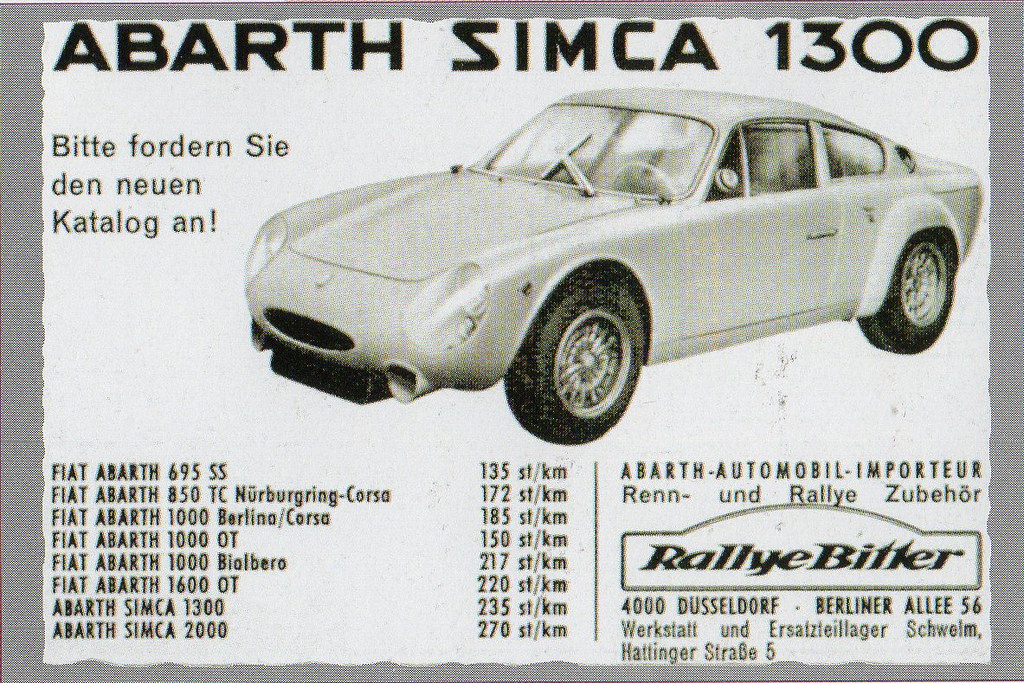 ABARTH SIMCA 1300
Bitte fordern Sie
den neuen
Katalog an!
FIAT ABARTH 695 SS 135 st/km
FIAT ABARTH 850 TC Nürburgring-Corsa 172 st/km
FIAT ABARTH 1000 Berlina/Corsa 185 st/km
FIAT ABARTH 1000 OT 150 st/km
FIAT ABARTH 1000 Bialbero 217 st/km
FIAT ABARTH 1600 OT 220 st/km
ABARTH SIMCA 1300 235 st/km
ABARTH SIMCA 2000 270 st/km
ABARTH-AUTOMOBIL-IMPORTEUR
Renn- und Rallye Zubehör
Rallye Bitter
4000 DÜSSELDORF · BERLINER ALLEE 56
Werkstatt und Ersatzteillager Schwelm,
Hattinger Straße 5